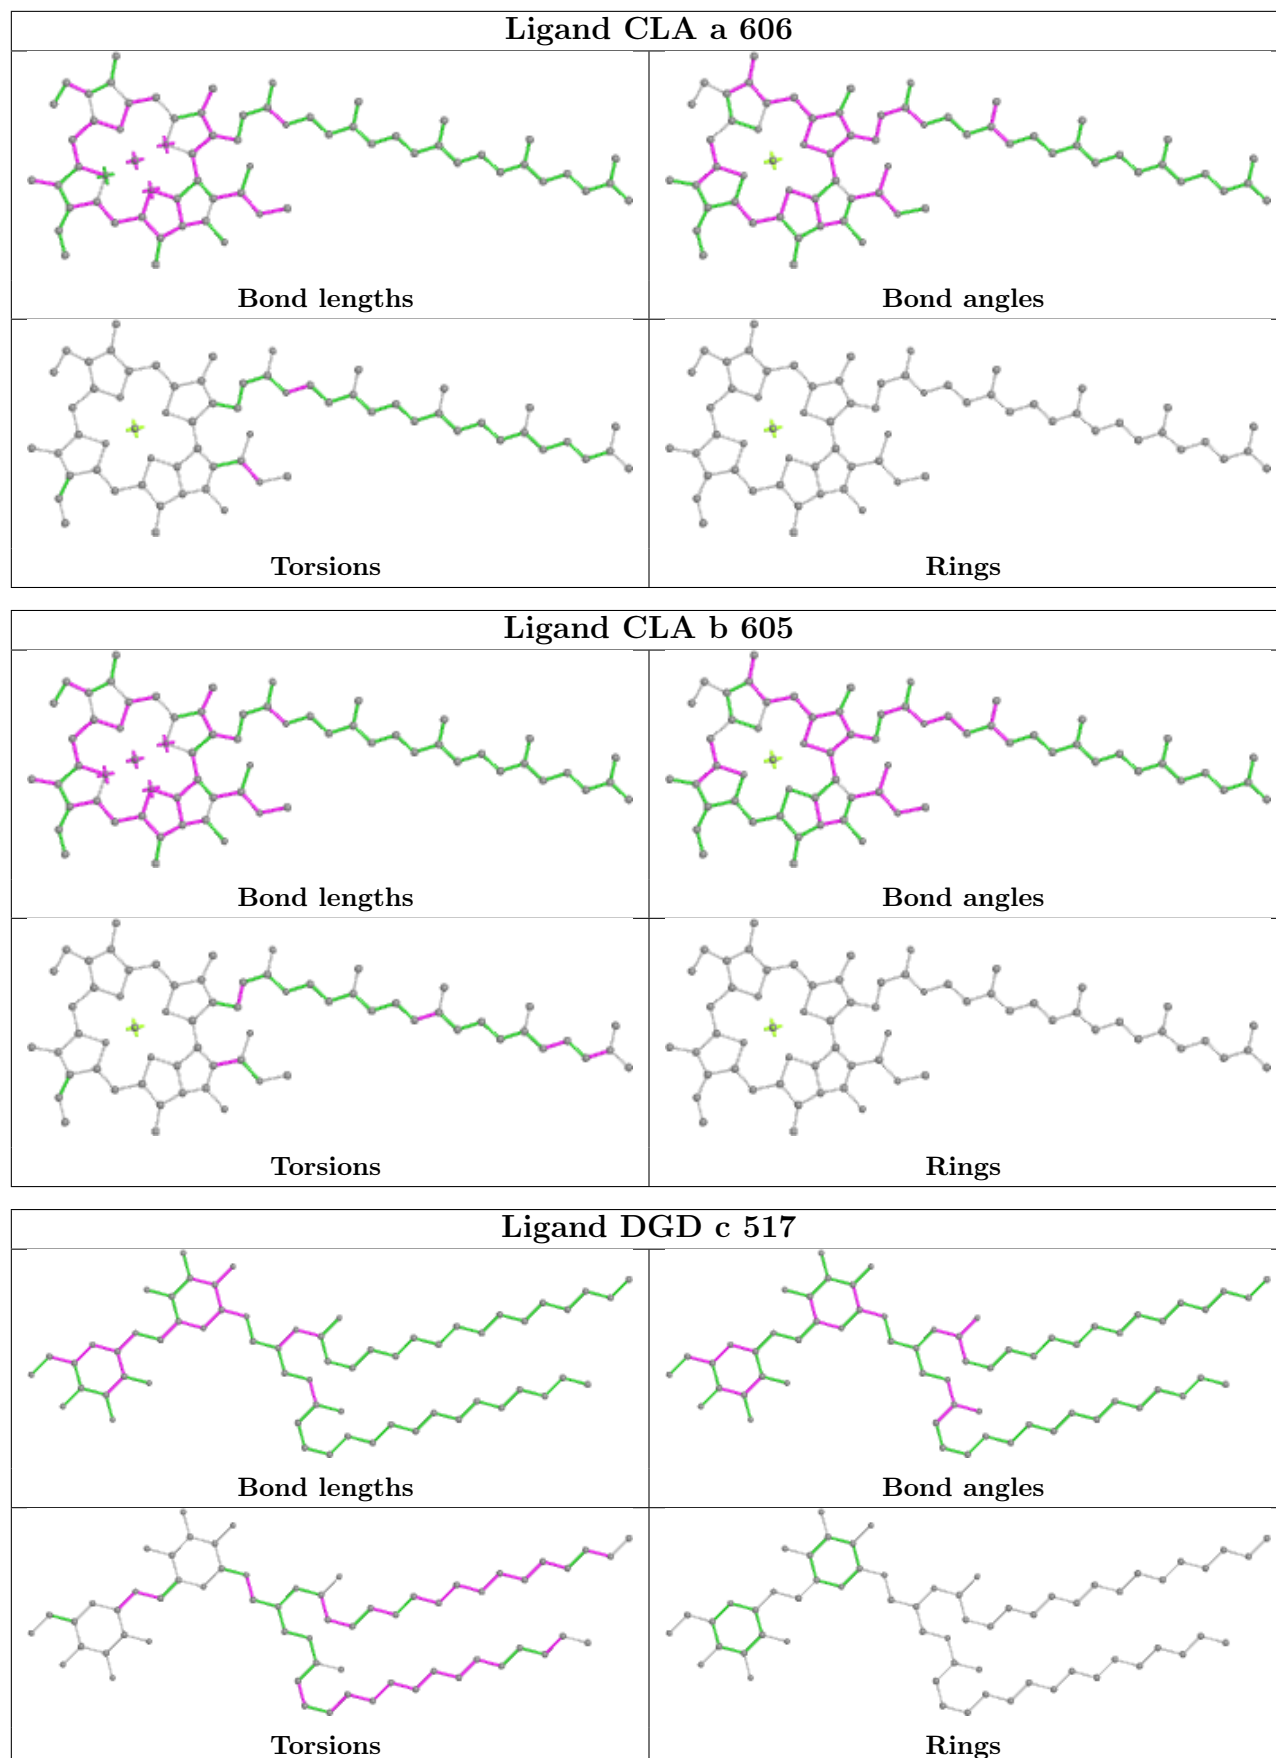 Ligand CLA a 606
Bond lengths
Bond angles
Torsions
Rings
Ligand CLA b 605
Bond lengths
Bond angles
Torsions
Rings
Ligand DGD c 517
Bond lengths
Bond angles
Torsions
Rings